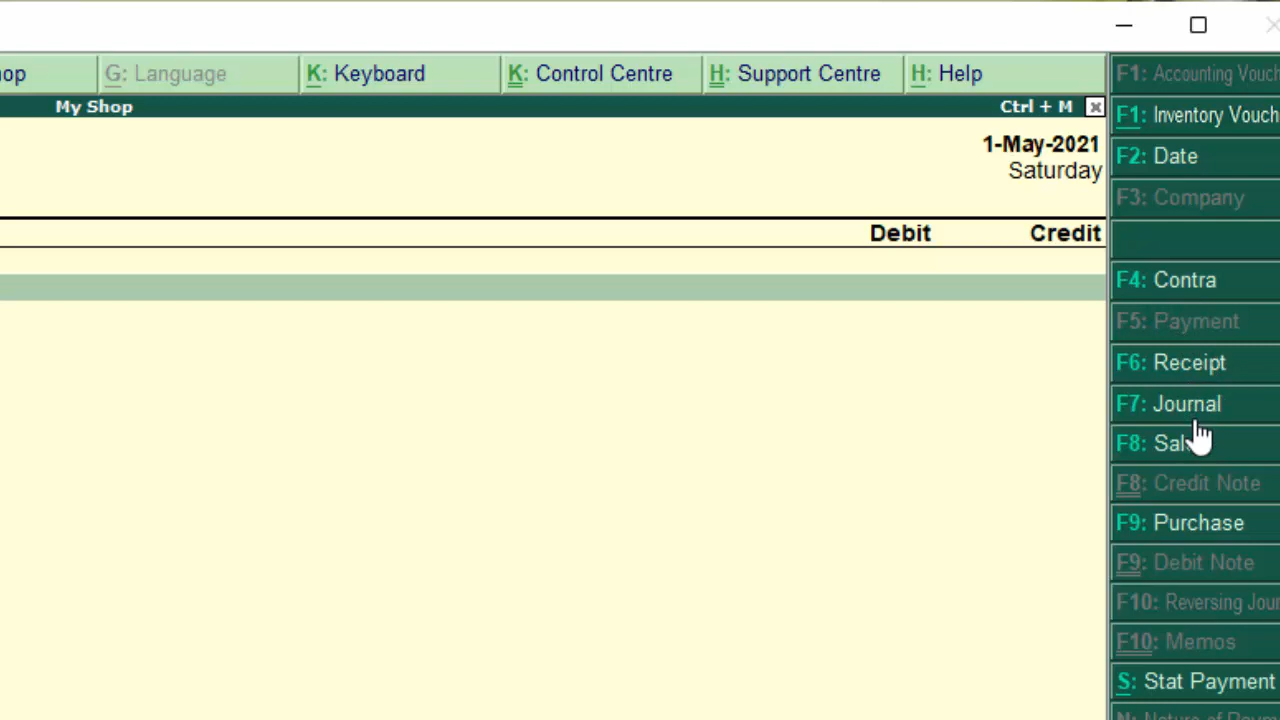 op
G: Language
K: Keyboard
K: Control Centre
H: Support Centre
H: Help
My Shop
Ctrl + M
1-May-2021
Saturday
Debit
Credit
F1: Accounting Vouch
F1: Inventory Vouch
F2: Date
F3: Company
F4: Contra
F5: Payment
F6: Receipt
F7: Journal
F8: Sal
F8: Credit Note
F9: Purchase
F9: Debit Note
F10: Reversing Jour
F10: Memos
S: Stat Payment